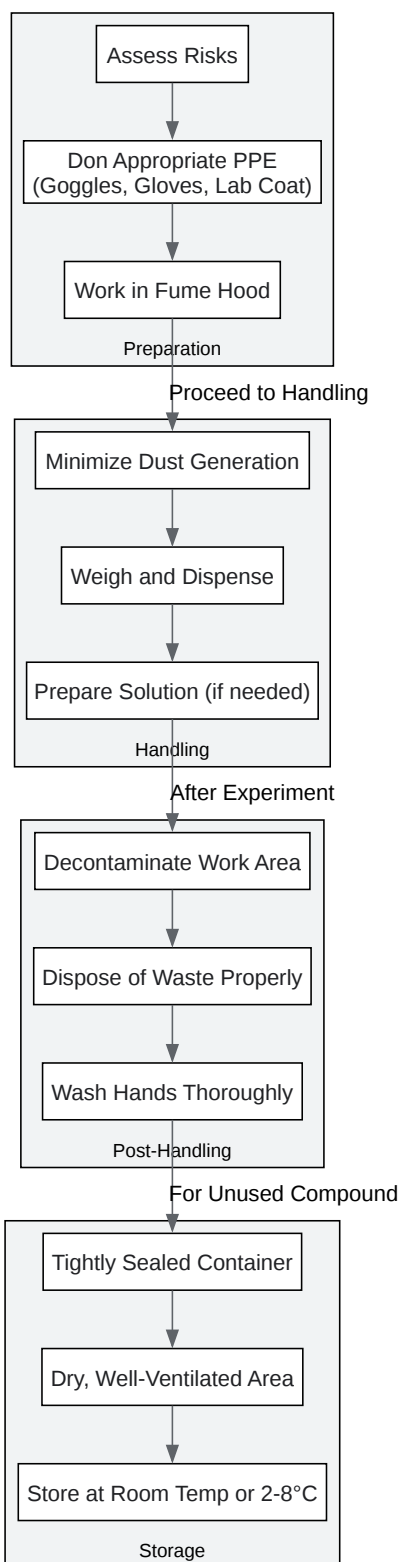 Assess Risks
Don Appropriate PPE
(Goggles, Gloves, Lab Coat)
Work in Fume Hood
Preparation
Proceed to Handling
Minimize Dust Generation
Weigh and Dispense
Prepare Solution (if needed)
Handling
After Experiment
Decontaminate Work Area
Dispose of Waste Properly
Wash Hands Thoroughly
Post-Handling
For Unused Compound
Tightly Sealed Container
Dry, Well-Ventilated Area
Store at Room Temp or 2-8°C
Storage